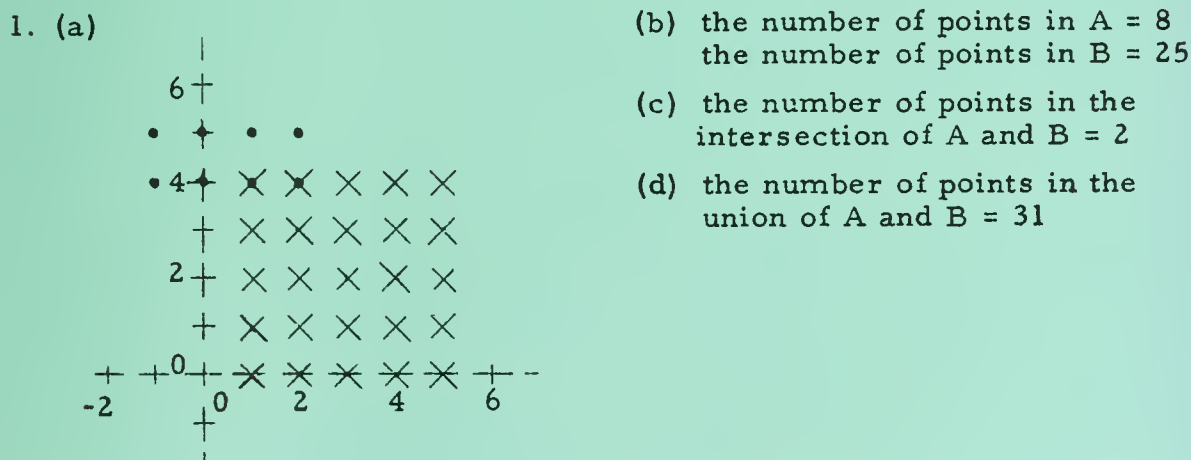 1. (a)
6
4
2
0
-2
0
2
4
6
(b) the number of points in A = 8
the number of points in B = 25
(c) the number of points in the
intersection of A and B = 2
(d) the number of points in the
union of A and B = 31